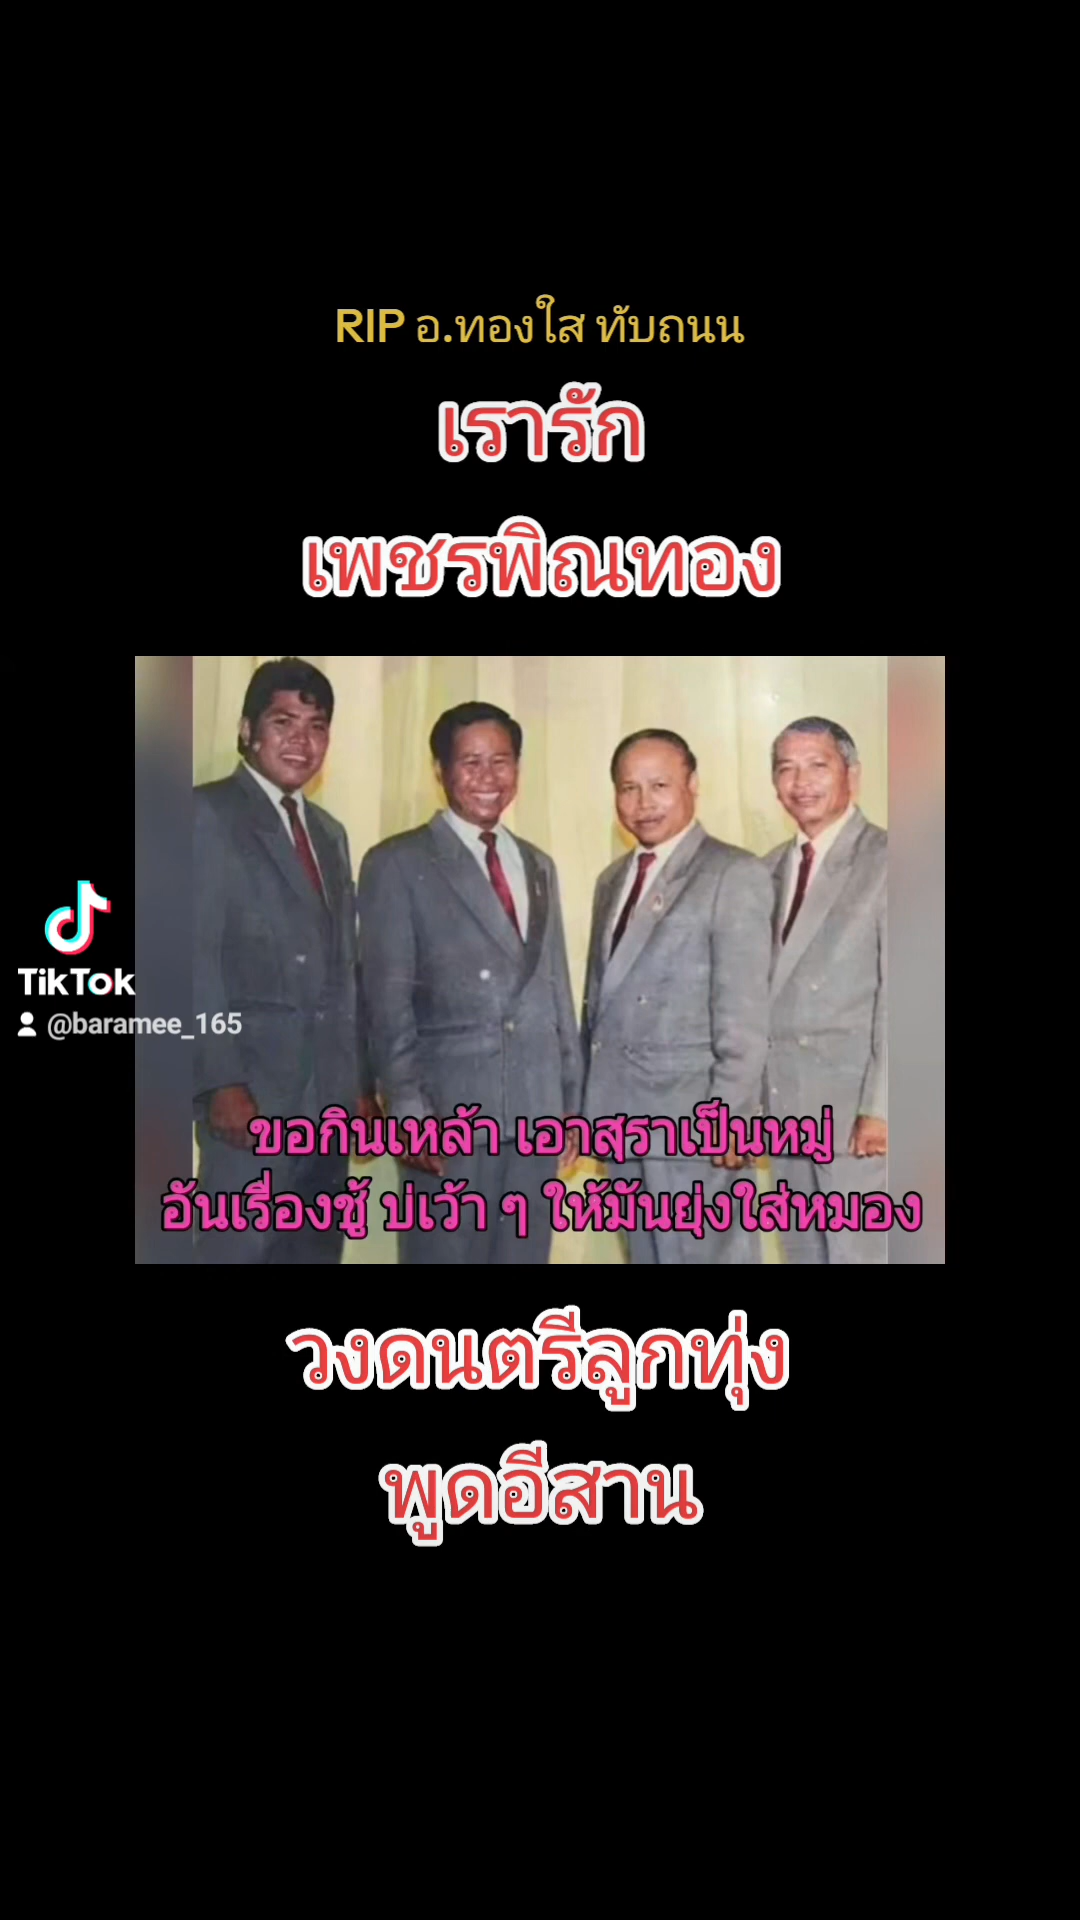 RIP อ.ทองใส ทับถนน
เรารัก
เพชรพิณทอง
TikTok
@baramee_165
ขอกินเหล้า เอาสุราเป็นหมู่
อันเรื่องชู้ บ่เว้า ๆ ให้มันยุ่งใส่หมอง
วงดนตรีลูกทุ่ง
พูดอีสาน